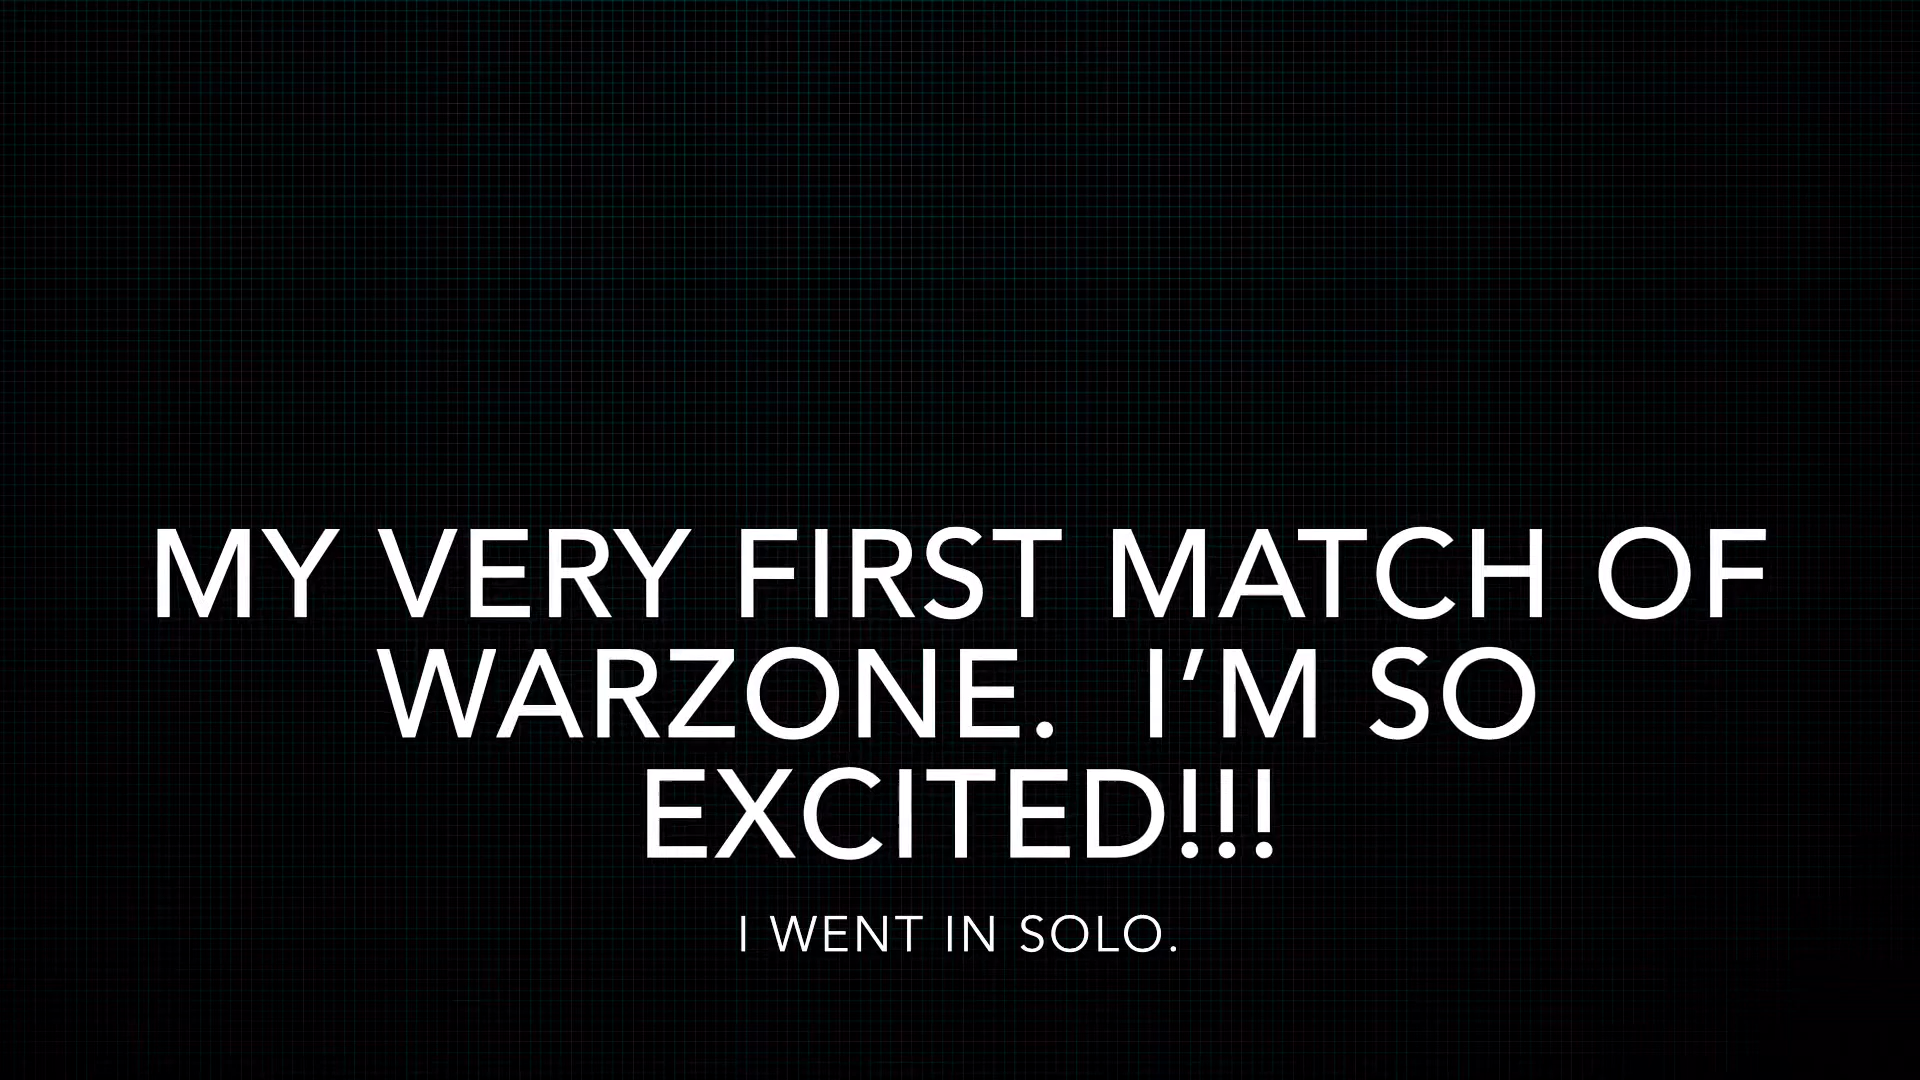 MY VERY FIRST MATCH OF
WARZONE.  I’M SO
EXCITED!!!
I WENT IN SOLO.